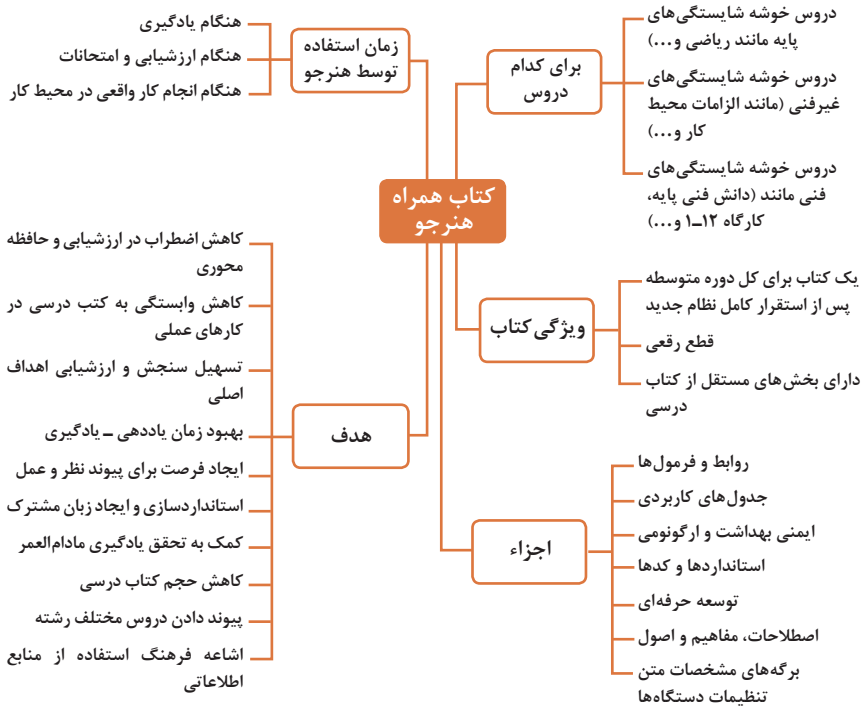 کتاب همراه
هنرجو
برای کدام
دروس
دروس خوشه شایستگی‌های
پایه مانند ریاضی و...)
دروس خوشه شایستگی‌های
غیرفنی (مانند الزامات محیط
کار و...)
دروس خوشه شایستگی‌های
فنی مانند (دانش فنی پایه،
کارگاه ۱۲ـ۱ و...)
ویژگی کتاب
یک کتاب برای کل دوره متوسطه
پس از استقرار کامل نظام جدید
قطع رقعی
دارای بخش‌های مستقل از کتاب
درسی
اجزاء
روابط و فرمول‌ها
جدول‌های کاربردی
ایمنی بهداشت و ارگونومی
استانداردها و کدها
توسعه حرفه‌ای
اصطلاحات، مفاهیم و اصول
برگه‌های مشخصات متن
تنظیمات دستگاه‌ها
زمان استفاده
توسط هنرجو
هنگام یادگیری
هنگام ارزشیابی و امتحانات
هنگام انجام کار واقعی در محیط کار
هدف
کاهش اضطراب در ارزشیابی و حافظه
محوری
کاهش وابستگی به کتب درسی در
کارهای عملی
تسهیل سنجش و ارزشیابی اهداف
اصلی
بهبود زمان یاددهی ـ یادگیری
ایجاد فرصت برای پیوند نظر و عمل
استانداردسازی و ایجاد زبان مشترک
کمک به تحقق یادگیری مادام‌العمر
کاهش حجم کتاب درسی
پیوند دادن دروس مختلف رشته
اشاعه فرهنگ استفاده از منابع
اطلاعاتی